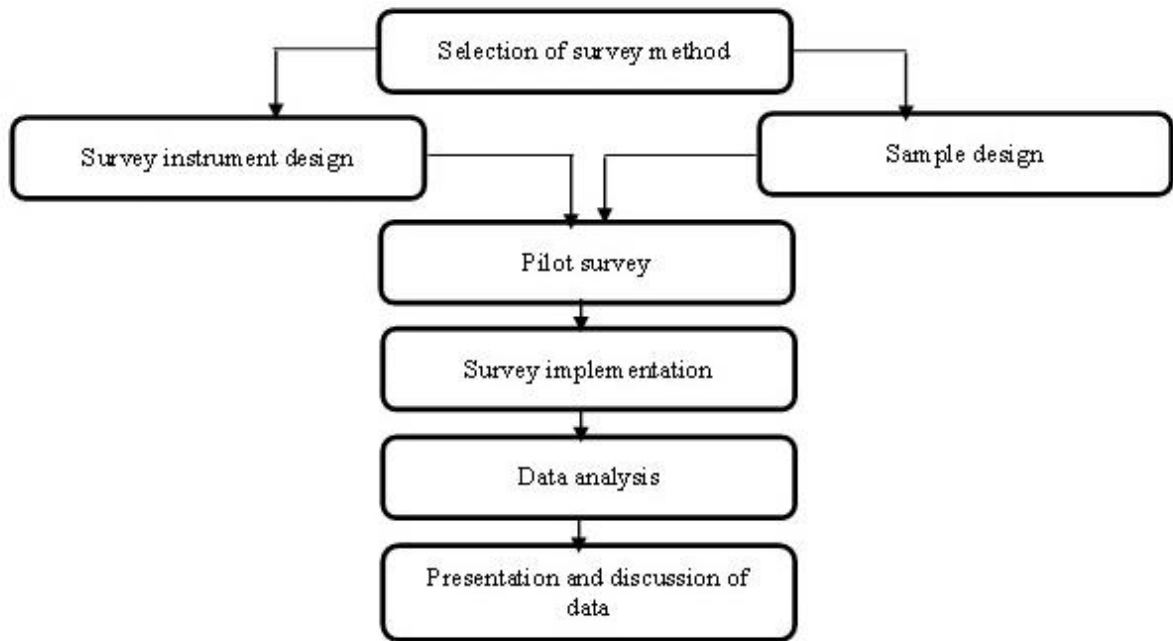 Selection of survey method
Survey instrument design
Sample design
Pilot survey
Survey implementation
Data analysis
Presentation and discussion of
data